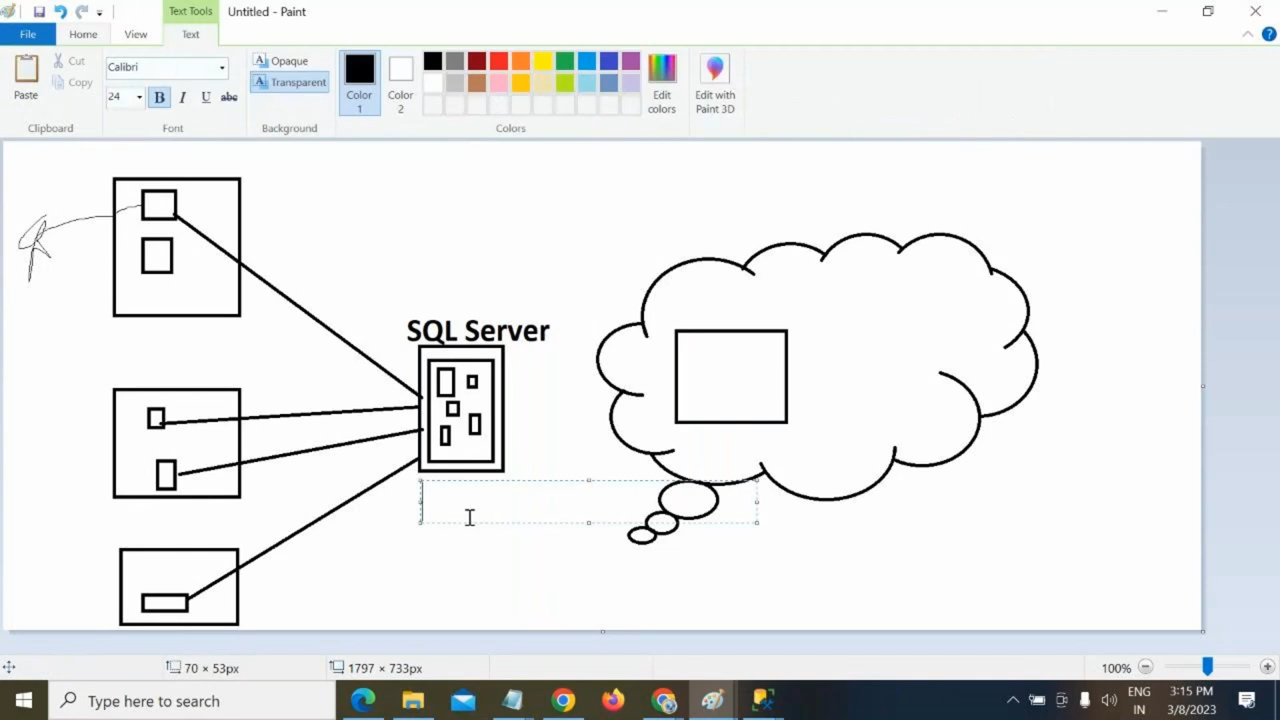 Text Tools
Untitled - Paint
File
Home
View
Text
Paste
Cut
Copy
Clipboard
Calibri
24
B I U abc
Font
Opaque
Transparent
Background
Color 1
Color 2
Edit colors
Edit with Paint 3D
Colors
SQL Server
70 × 53px
1797 × 733px
100%
Type here to search
ENG
IN
3:15 PM
3/8/2023